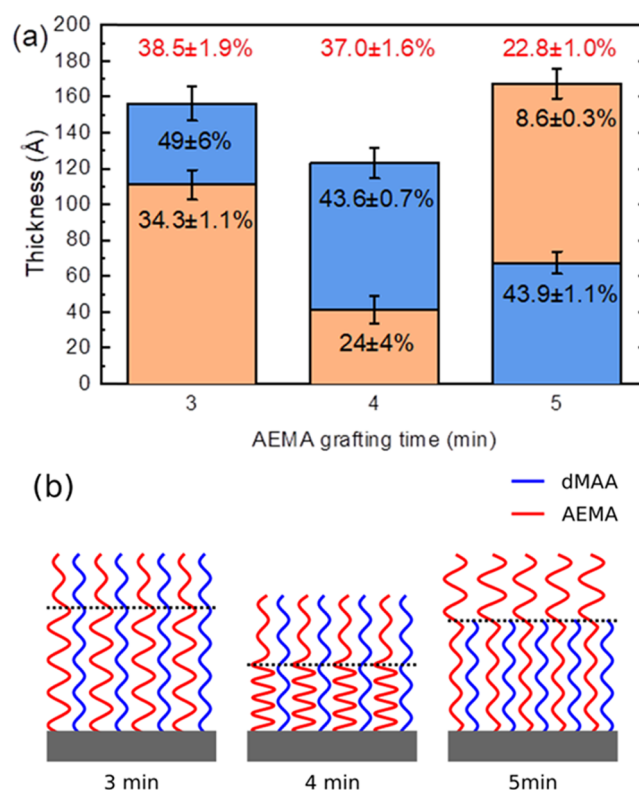 (a)
200
180
160
140
120
100
80
60
40
20
0
Thickness (Å)
38.5±1.9% 37.0±1.6% 22.8±1.0%
49±6%
34.3±1.1%
43.6±0.7%
24±4%
8.6±0.3%
43.9±1.1%
3 4 5
AEMA grafting time (min)
(b)
dMAA
AEMA
3 min 4 min 5min